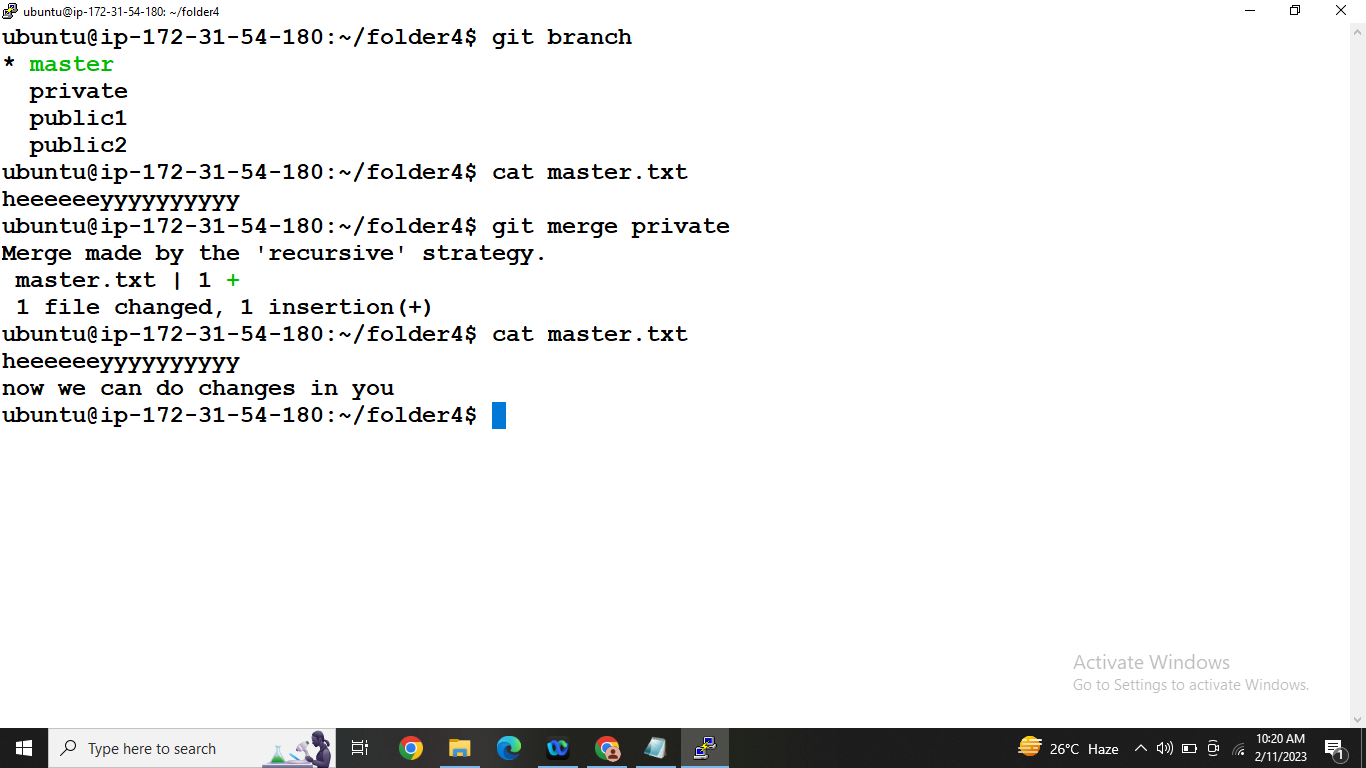 ubuntu@ip-172-31-54-180: ~/folder4
ubuntu@ip-172-31-54-180:~/folder4$ git branch
* master
  private
  public1
  public2
ubuntu@ip-172-31-54-180:~/folder4$ cat master.txt
heeeeeeyyyyyyyyyy
ubuntu@ip-172-31-54-180:~/folder4$ git merge private
Merge made by the 'recursive' strategy.
 master.txt | 1 +
 1 file changed, 1 insertion(+)
ubuntu@ip-172-31-54-180:~/folder4$ cat master.txt
heeeeeeyyyyyyyyyy
now we can do changes in you
ubuntu@ip-172-31-54-180:~/folder4$
Activate Windows
Go to Settings to activate Windows.
Type here to search
26°C Haze
10:20 AM
2/11/2023
1